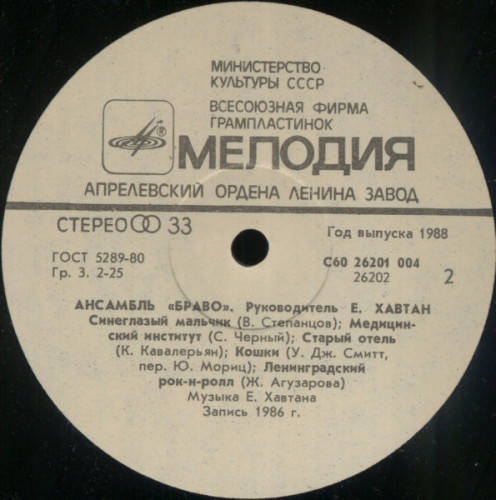 МИНИСТЕРСТВО
КУЛЬТУРЫ СССР
ВСЕСОЮЗНАЯ ФИРМА
ГРАМПЛАСТИНОК
МЕЛОДИЯ
АПРЕЛЕВСКИЙ ОРДЕНА ЛЕНИНА ЗАВОД
СТЕРЕО 33
Год выпуска 1988
ГОСТ 5289-80
Гр. 3. 2-25
С60 26201 004
26202
2
АНСАМБЛЬ «БРАВО». Руководитель Е. ХАВТАН
Синеглазый мальчик (В. Степанцов); Медицин-
ский институт (С. Черный); Старый отель
(К. Кавалерьян); Кошки (У. Дж. Смитт,
пер. Ю. Мориц); Ленинградский
рок-н-ролл (Ж. Агузарова)
Музыка Е. Хавтана
Запись 1986 г.